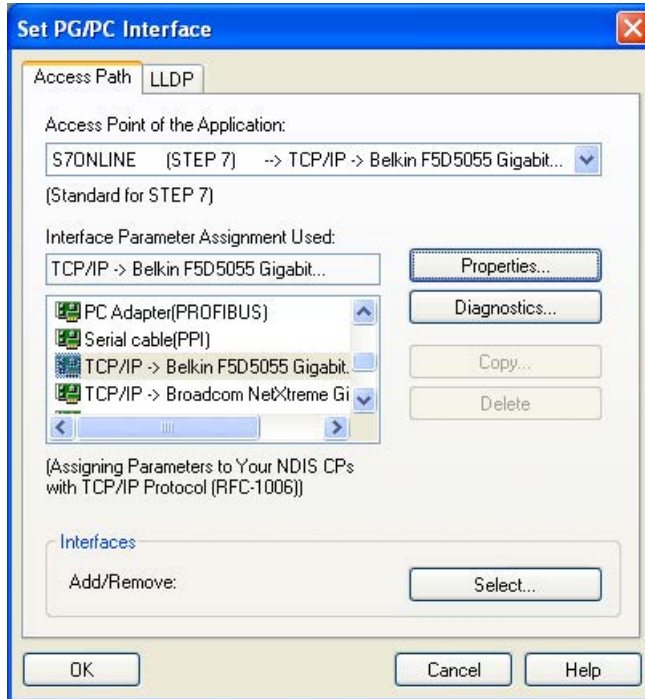 Set PG/PC Interface
Access Path
LLDP
Access Point of the Application:
S7ONLINE (STEP 7) --> TCP/IP -> Belkin F5D5055 Gigabit...
(Standard for STEP 7)
Interface Parameter Assignment Used:
TCP/IP -> Belkin F5D5055 Gigabit...
Properties...
PC Adapter(PROFIBUS)
Diagnostics...
Serial cable(PPI)
TCP/IP -> Belkin F5D5055 Gigabit.
Copy...
TCP/IP -> Broadcom NetXtreme Gi
Delete
(Assigning Parameters to Your NDIS CPs
with TCP/IP Protocol (RFC-1006))
Interfaces
Add/Remove:
Select...
OK
Cancel
Help